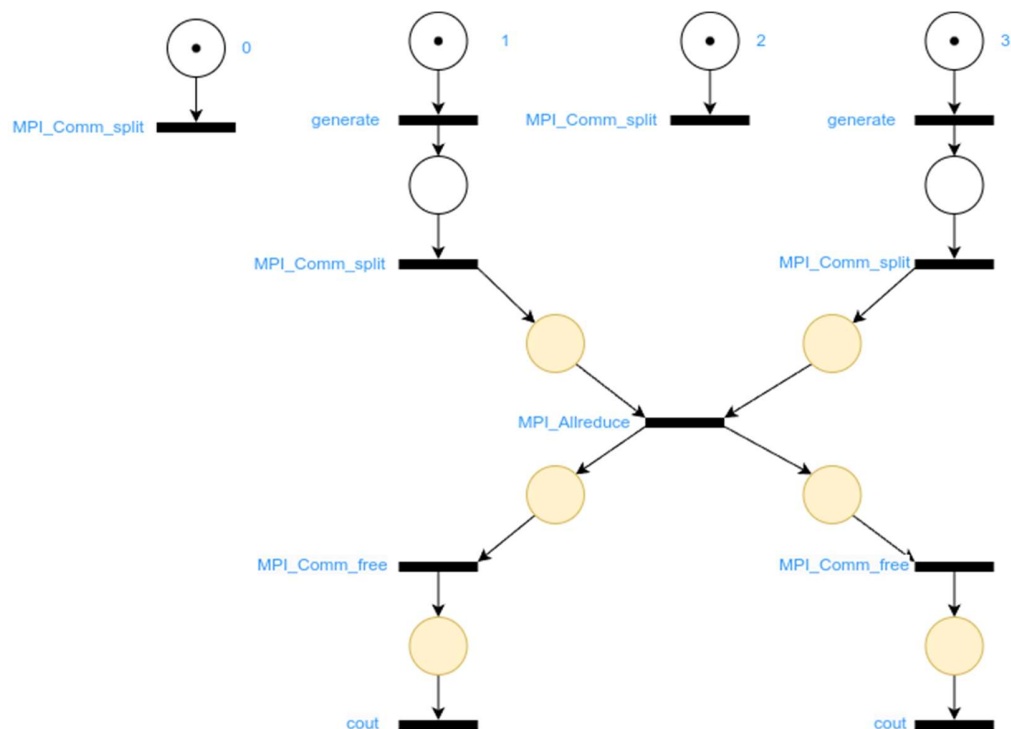 0
1
2
3
MPI_Comm_split
generate
MPI_Comm_split
generate
MPI_Comm_split
MPI_Comm_split
MPI_Allreduce
MPI_Comm_free
MPI_Comm_free
cout
cout